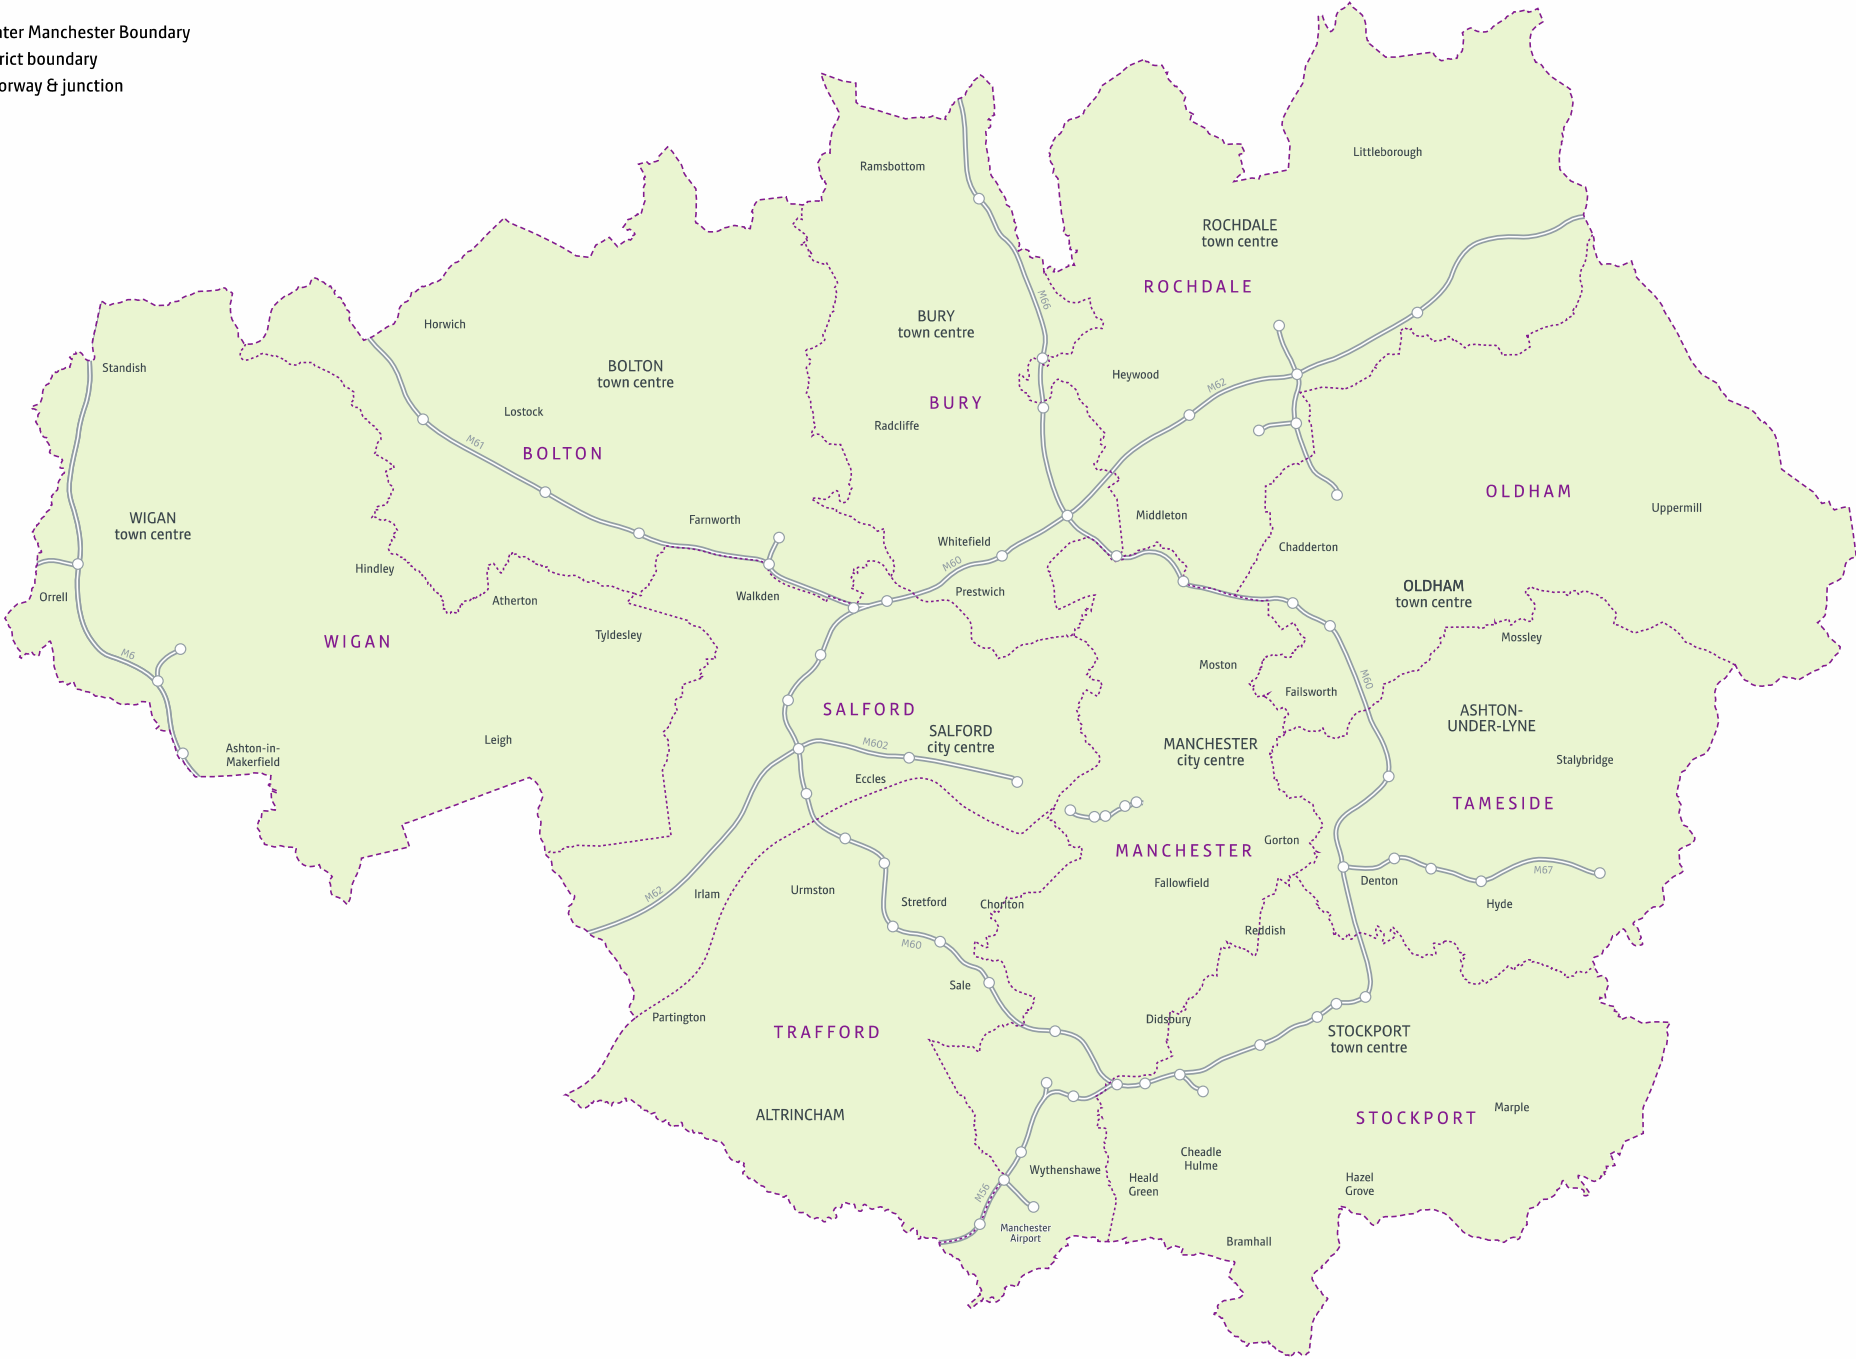 nter Manchester Boundary
rict boundary
orway & junction
Littleborough
Ramsbottom
ROCHDALE
town centre
ROCHDALE
M66
Horwich
BURY
town centre
Standish
BOLTON
town centre
Heywood
M62
BURY
Lostock
Radcliffe
M61
BOLTON
OLDHAM
Uppermill
WIGAN
town centre
Farnworth
Middleton
Whitefield
Chadderton
M60
Hindley
Orrell
Atherton
Walkden
Prestwich
OLDHAM
town centre
WIGAN
Tyldesley
Mossley
M6
Moston
M60
Failsworth
SALFORD
SALFORD
city centre
ASHTON-
UNDER-LYNE
Leigh
M602
MANCHESTER
city centre
Ashton-in-
Makerfield
Eccles
Stalybridge
TAMESIDE
Gorton
MANCHESTER
M67
Denton
Fallowfield
Urmston
M62
Irlam
Stretford
Chorlton
Hyde
Reddish
M60
Sale
Partington
Didsbury
TRAFFORD
STOCKPORT
town centre
ALTRINCHAM
STOCKPORT
Marple
Cheadle
Hulme
Wythenshawe
Heald
Green
Hazel
Grove
M56
Manchester
Airport
Bramhall